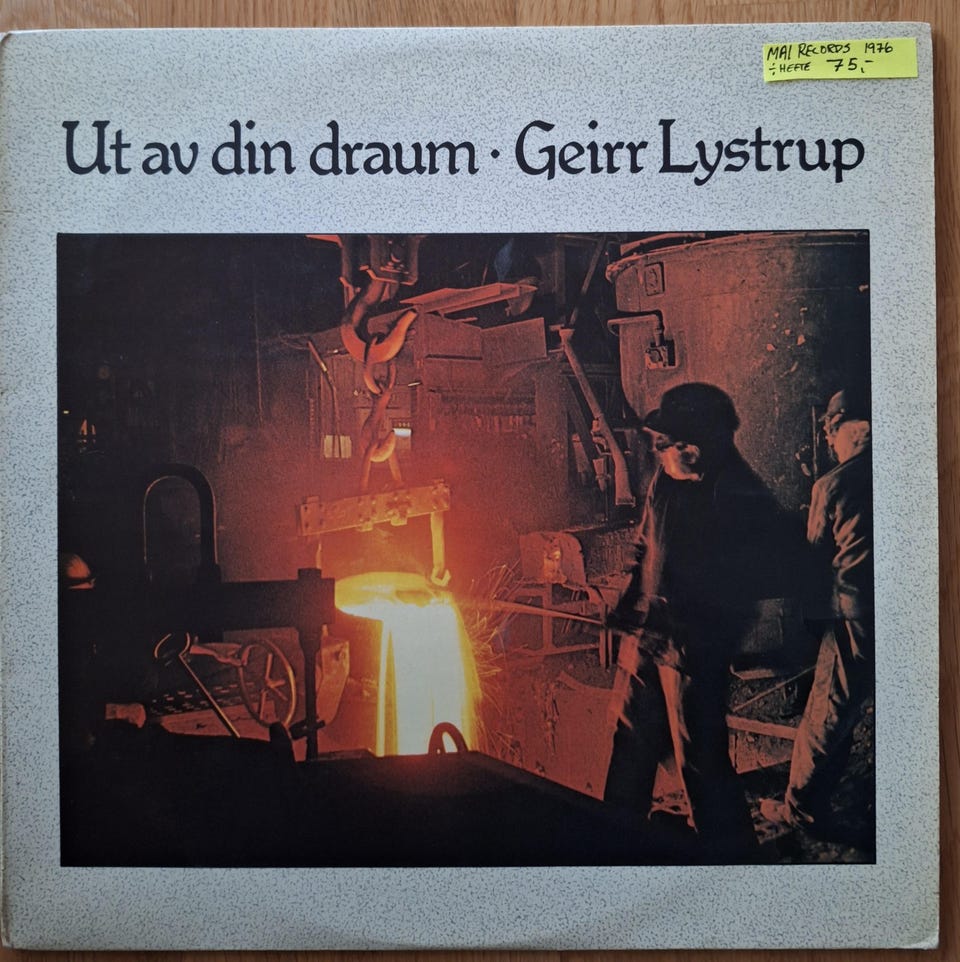 MAI RECORDS 1976
÷ HEFTE 75,-
Ut av din draum · Geirr Lystrup